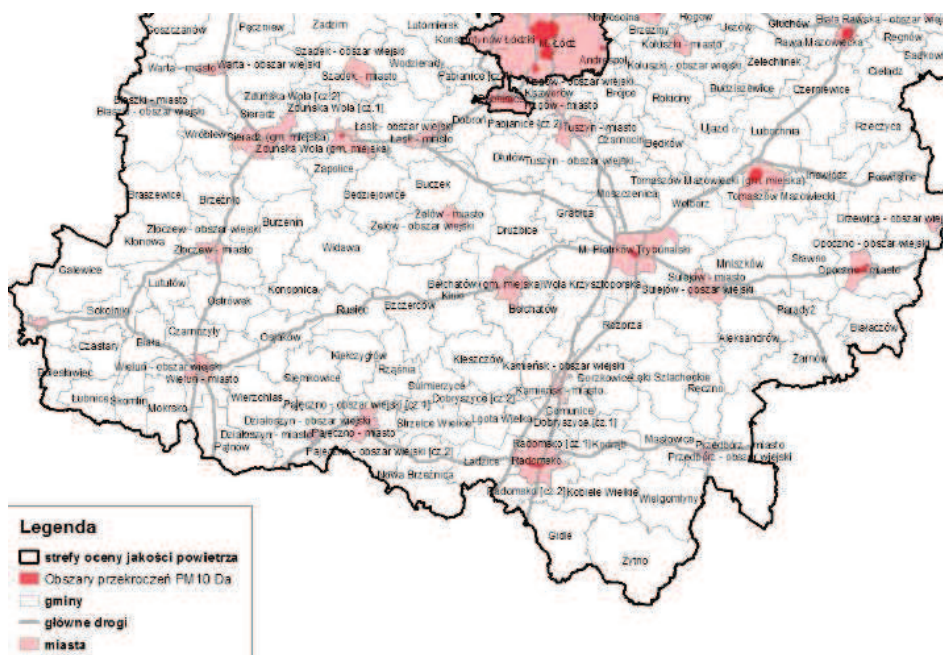 Goszczanów
Pęczniew
Zadzim
Lutomiersk
Konstantynów Łódzki
M. Łódź
Nowosolna
Brzeziny
Rogów
Jeżów
Głuchów
Biała Rawska - obszar wiej
Rawa Mazowiecka
Regnów
Koluszki - miasto
Koluszki - obszar wiejski
Żelechlinek
Cielądz
Sadkow
Andrespol
Szadek - obszar wiejski
Wodzierady
Szadek - miasto
Warta - miasto
Warta - obszar wiejski
Pabianice [cz.
Ksawerów
Brójce
Rokiciny
Budziszewice
Czerniewice
Błaszki - miasto
Zduńska Wola [cz.2]
Zduńska Wola [cz.1]
Sieradz
Wróblew
Sieradz (gm. miejska)
Zduńska Wola (gm. miejska)
Łask - obszar wiejski
Łask - miasto
Dobroń
Pabianice [cz.2]
Tuszyn - miasto
Czarnocin
Będków
Ujazd
Lubochnia
Rzeczyca
Zapolice
Dłutów
Tuszyn - obszar wiejski
Moszczenica
Tomaszów Mazowiecki (gm. miejska)
Tomaszów Mazowiecki
Inowłódz
Poświętne
Braszewice
Brzeźnio
Burzenin
Sędziejowice
Buczek
Wolbórz
Zelów - miasto
Zelów - obszar wiejski
Grabica
Drużbice
Złoczew - obszar wiejski
Złoczew - miasto
Klonowa
Widawa
M. Piotrków Trybunalski
Mniszków
Sławno
Drzewica - obsza
Opoczno - obszar wiejski
Opoczno - miasto
Galewice
Lututów
Ostrówek
Konopnica
Rusiec
Szczerców
Kluki
Bełchatów (gm. miejska)
Bełchatów
Wola Krzysztoporska
Sulejów - miasto
Sulejów - obszar wiejski
Paradyż
Białaczów
Sokolniki
Czarnożyły
Osjaków
Rozprza
Aleksandrów
Żarnów
Czastary
Biała
Wieluń - obszar wiejski
Wieluń - miasto
Kiełczygłów
Rząśnia
Kleszczów
Kamieńsk - obszar wiejski
Kamieńsk - miasto
Gorzkowice
Łęki Szlacheckie
Ręczno
Bolesławiec
Łubnice
Skomlin
Mokrsko
Wierzchlas
Siemkowice
Sulmierzyce
Dobryszyce [cz.2]
Dobryszyce [cz.1]
Gomunice
Pajęczno - obszar wiejski [cz.1]
Działoszyn - obszar wiejski
Działoszyn - miasto
Pajęczno - miasto
Pajęczno - obszar wiejski [cz.2]
Strzelce Wielkie
Lgota Wielka
Pątnów
Radomsko [cz.1]
Kodrąb
Masłowice
Przedbórz - miasto
Przedbórz - obszar wiejski
Nowa Brzeźnica
Ładzice
Radomsko
Radomsko [cz.2]
Kobiele Wielkie
Wielgomłyny
Gidle
Żytno
Legenda
strefy oceny jakości powietrza
Obszary przekroczeń PM10 Da
gminy
główne drogi
miasta